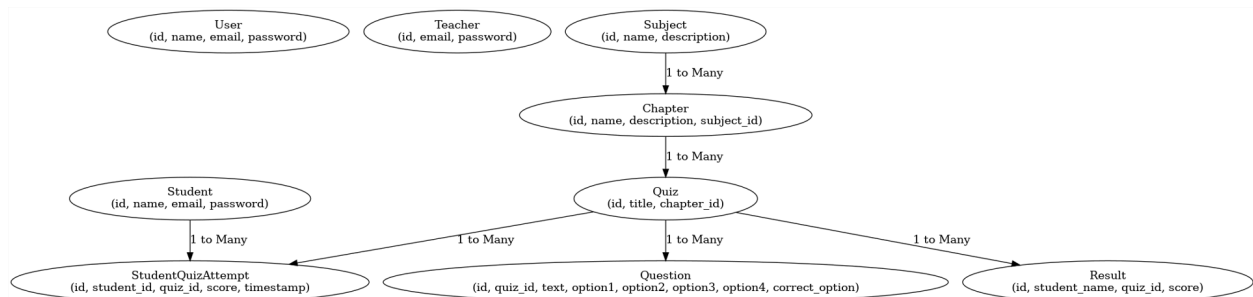 User
(id, name, email, password)
Teacher
(id, email, password)
Subject
(id, name, description)
1 to Many
Chapter
(id, name, description, subject_id)
1 to Many
Student
(id, name, email, password)
Quiz
(id, title, chapter_id)
1 to Many
1 to Many
1 to Many
1 to Many
StudentQuizAttempt
(id, student_id, quiz_id, score, timestamp)
Question
(id, quiz_id, text, option1, option2, option3, option4, correct_option)
Result
(id, student_name, quiz_id, score)